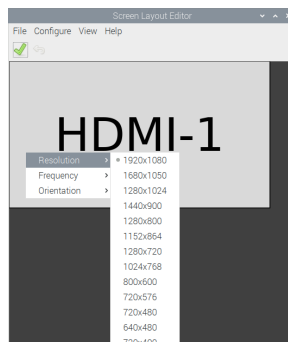 Screen Layout Editor
File Configure View Help
HDMI-1
Resolution
Frequency
Orientation
1920x1080
1680x1050
1280x1024
1440x900
1280x800
1152x864
1280x720
1024x768
800x600
720x576
720x480
640x480
720x400